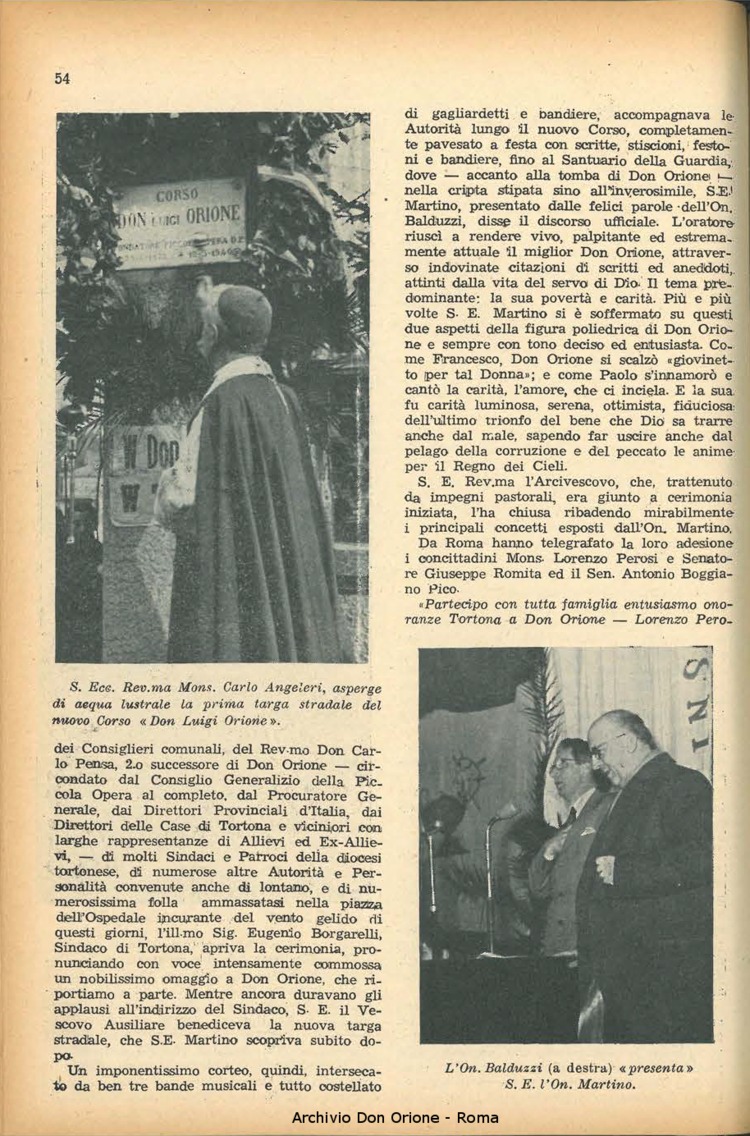 54
CORSO
DON LUIGI ORIONE
W Don
W
S. Ecc. Rev.ma Mons. Carlo Angeleri, asperge
di acqua lustrale la prima targa stradale del
nuovo Corso «Don Luigi Orione».
dei Consiglieri comunali, del Rev.mo Don Car-
lo Pensa, 2.o successore di Don Orione — cir-
condato dal Consiglio Generalizio della Pic-
cola Opera al completo, dal Procuratore Ge-
nerale, dai Direttori Provinciali d'Italia, dai
Direttori delle Case di Tortona e viciniori con
larghe rappresentanze di Allievi ed Ex-Allie-
vi, — di molti Sindaci e Parroci della diocesi
tortonese, di numerose altre Autorità e Per-
sonalità convenute anche di lontano, e di nu-
merosissima folla ammassatasi nella piazza
dell'Ospedale incurante del vento gelido di
questi giorni, l'ill.mo Sig. Eugenio Borgarelli,
Sindaco di Tortona, apriva la cerimonia, pro-
nunciando con voce intensamente commossa
un nobilissimo omaggio a Don Orione, che ri-
portiamo a parte. Mentre ancora duravano gli
applausi all'indirizzo del Sindaco, S. E. il Ve-
scovo Ausiliare benediceva la nuova targa
stradale, che S.E. Martino scopriva subito do-
po.
Un imponentissimo corteo, quindi, interseca-
to da ben tre bande musicali e tutto costellato
di gagliardetti e bandiere, accompagnava le
Autorità lungo il nuovo Corso, completamen-
te pavesato a festa con scritte, stiscioni, festo-
ni e bandiere, fino al Santuario della Guardia,
dove — accanto alla tomba di Don Orione —
nella cripta stipata sino all'inverosimile, S.E.
Martino, presentato dalle felici parole dell'On.
Balduzzi, disse il discorso ufficiale. L'oratore
riuscì a rendere vivo, palpitante ed estrema-
mente attuale il miglior Don Orione, attraver-
so indovinate citazioni di scritti ed aneddoti,
attinti dalla vita del servo di Dio. Il tema pre-
dominante: la sua povertà e carità. Più e più
volte S. E. Martino si è soffermato su questi
due aspetti della figura poliedrica di Don Orio-
ne e sempre con tono deciso ed entusiasta. Co-
me Francesco, Don Orione si scalzò «giovinet-
to per tal Donna»; e come Paolo s'innamorò e
cantò la carità, l'amore, che ci inciela. E la sua
fu carità luminosa, serena, ottimista, fiduciosa
dell'ultimo trionfo del bene che Dio sa trarre
anche dal male, sapendo far uscire anche dal
pelago della corruzione e del peccato le anime
per il Regno dei Cieli.
S. E. Rev.ma l'Arcivescovo, che, trattenuto
da impegni pastorali, era giunto a cerimonia
iniziata, l'ha chiusa ribadendo mirabilmente
i principali concetti esposti dall'On. Martino.
Da Roma hanno telegrafato la loro adesione
i concittadini Mons. Lorenzo Perosi e Senato-
re Giuseppe Romita ed il Sen. Antonio Boggia-
no Pico.
«Partecipo con tutta famiglia entusiasmo ono-
ranze Tortona a Don Orione — Lorenzo Pero-
SNI
L'On. Balduzzi (a destra) «presenta»
S. E. l'On. Martino.
Archivio Don Orione - Roma